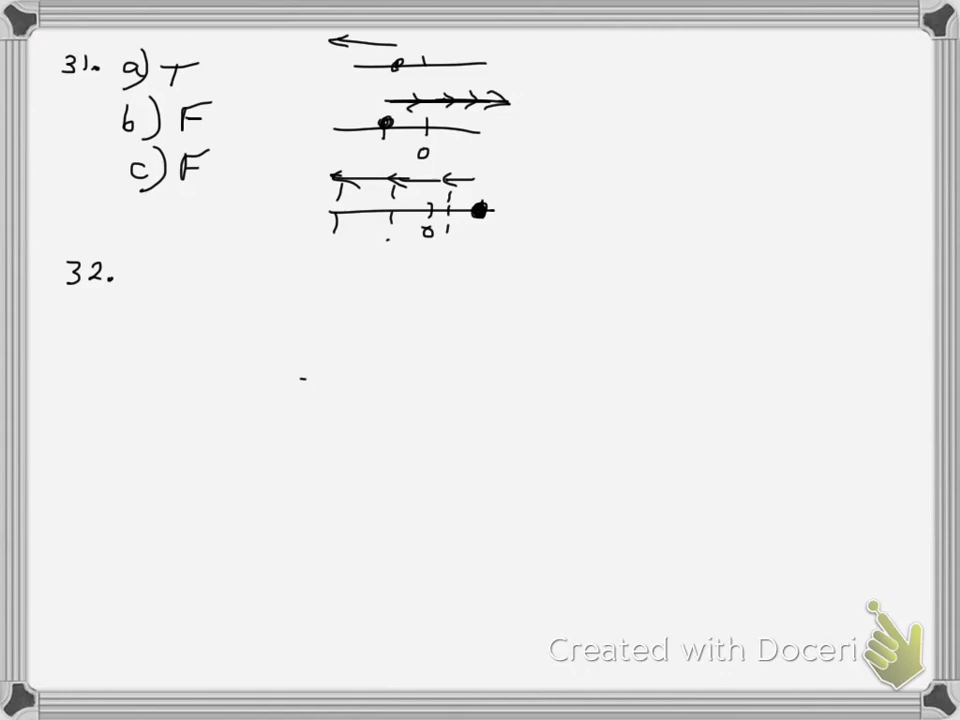 31. a) T
b) F
0
c) F
0
32.
Created with Doceri